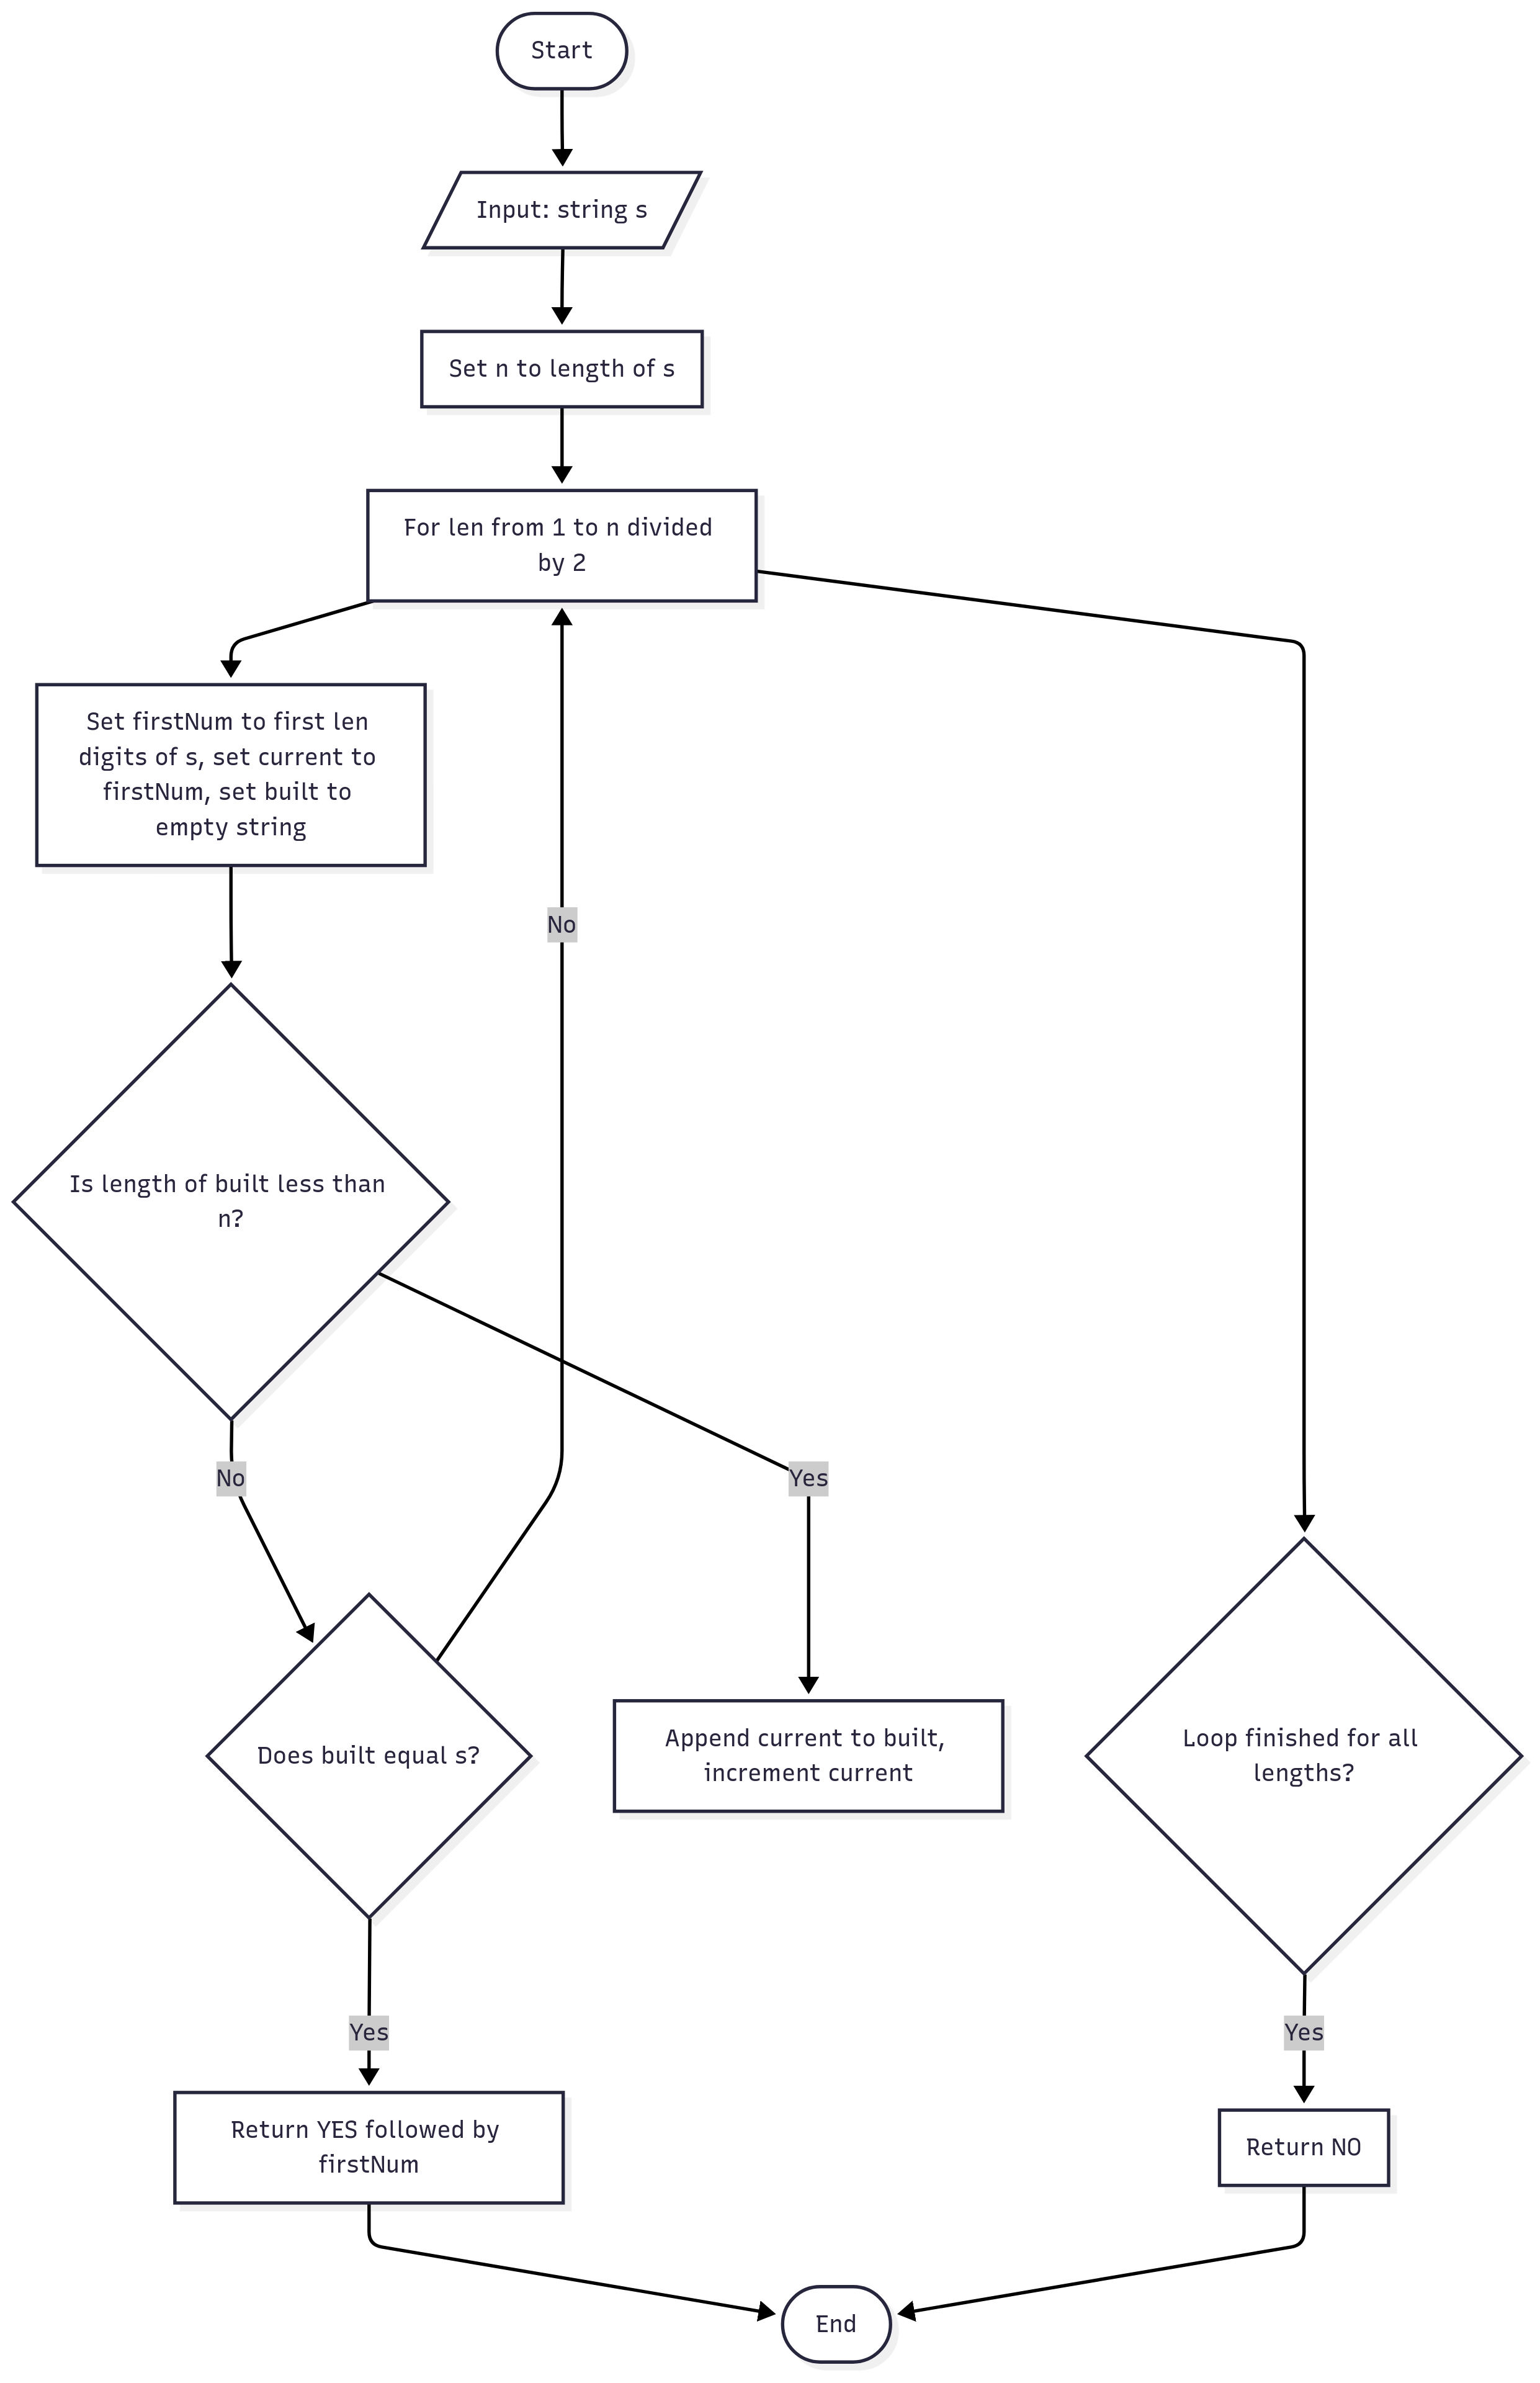 Start
Input: string s
Set n to length of s
For len from 1 to n divided
by 2
Set firstNum to first len
digits of s, set current to
firstNum, set built to
empty string
No
Is length of built less than
n?
No
Yes
Does built equal s?
Append current to built,
increment current
Loop finished for all
lengths?
Yes
Yes
Return YES followed by
firstNum
Return NO
End